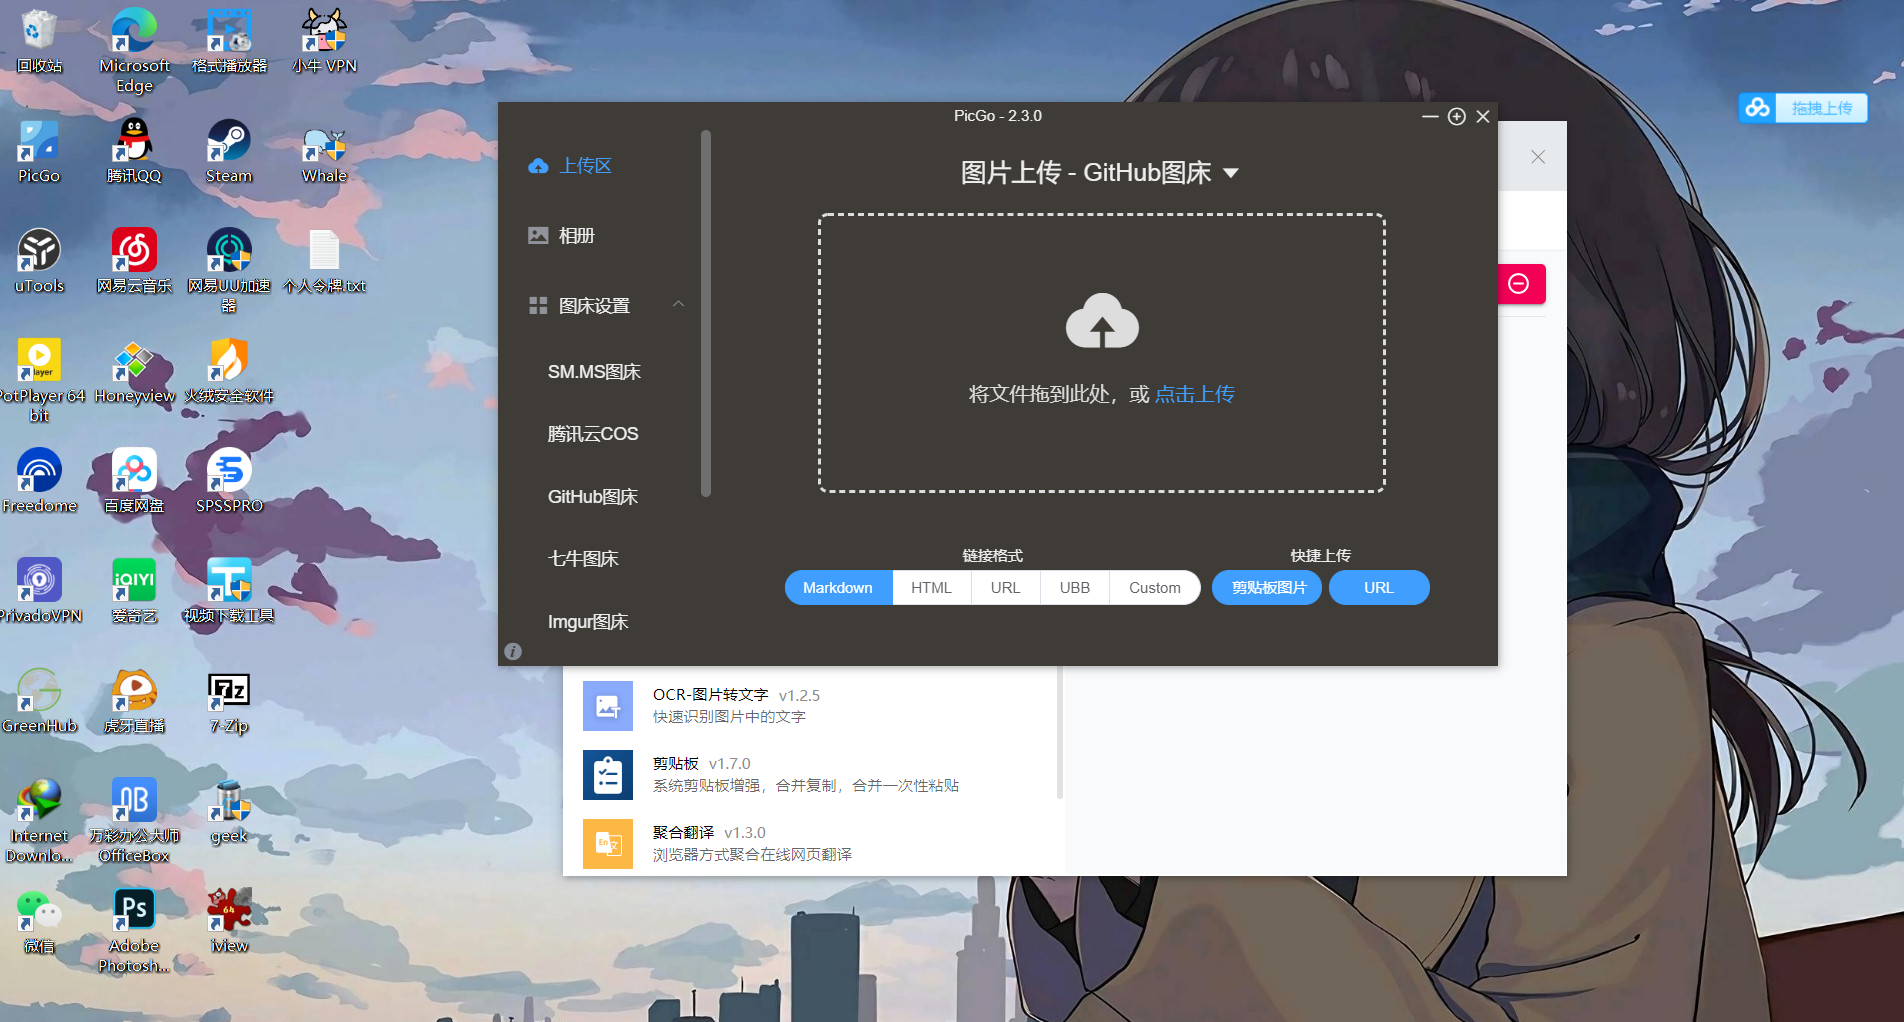 回收站
Microsoft
Edge
格式播放器
小牛 VPN
PicGo
腾讯QQ
Steam
Whale
uTools
网易云音乐
网易UU加速
器
个人令牌.txt
PotPlayer 64
bit
Honeyview
火绒安全软件
Freedome
百度网盘
SPSSPRO
PrivadoVPN
iQIYI
爱奇艺
视频下载工具
GreenHub
虎牙直播
7z
7-Zip
Internet
Downlo...
万彩办公大师
OfficeBox
geek
微信
Ps
Adobe
Photosh...
64
iview
PicGo - 2.3.0
上传区
相册
图床设置
SM.MS图床
腾讯云COS
GitHub图床
七牛图床
Imgur图床
图片上传 - GitHub图床
将文件拖到此处，或 点击上传
链接格式
快捷上传
Markdown
HTML
URL
UBB
Custom
剪贴板图片
URL
拖拽上传
OCR-图片转文字 v1.2.5
快速识别图片中的文字
剪贴板 v1.7.0
系统剪贴板增强，合并复制，合并一次性粘贴
聚合翻译 v1.3.0
浏览器方式聚合在线网页翻译